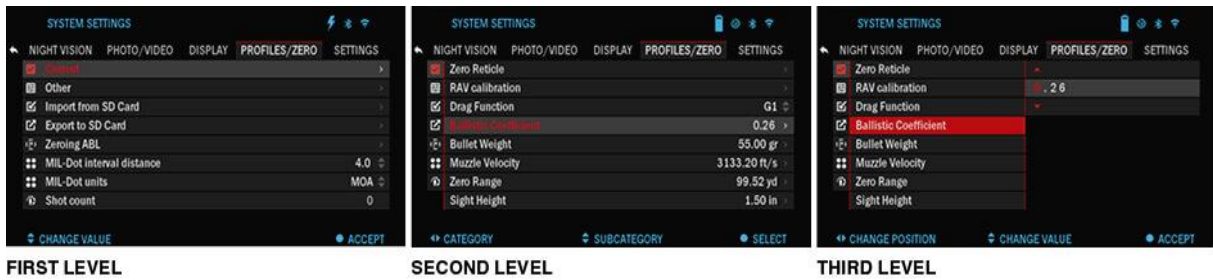 SYSTEM SETTINGS
NIGHT VISION PHOTO/VIDEO DISPLAY PROFILES/ZERO SETTINGS
Current
Other
Import from SD Card
Export to SD Card
Zeroing ABL
MIL-Dot interval distance 4.0
MIL-Dot units MOA
Shot count 0
CHANGE VALUE ACCEPT
FIRST LEVEL
SYSTEM SETTINGS
NIGHT VISION PHOTO/VIDEO DISPLAY PROFILES/ZERO SETTINGS
Zero Reticle
RAV calibration
Drag Function G1
Ballistic Coefficient 0.26
Bullet Weight 55.00 gr
Muzzle Velocity 3133.20 ft/s
Zero Range 99.52 yd
Sight Height 1.50 in
CATEGORY SUBCATEGORY SELECT
SECOND LEVEL
SYSTEM SETTINGS
NIGHT VISION PHOTO/VIDEO DISPLAY PROFILES/ZERO SETTINGS
Zero Reticle
RAV calibration 0.26
Drag Function
Ballistic Coefficient
Bullet Weight
Muzzle Velocity
Zero Range
Sight Height
CHANGE POSITION CHANGE VALUE ACCEPT
THIRD LEVEL